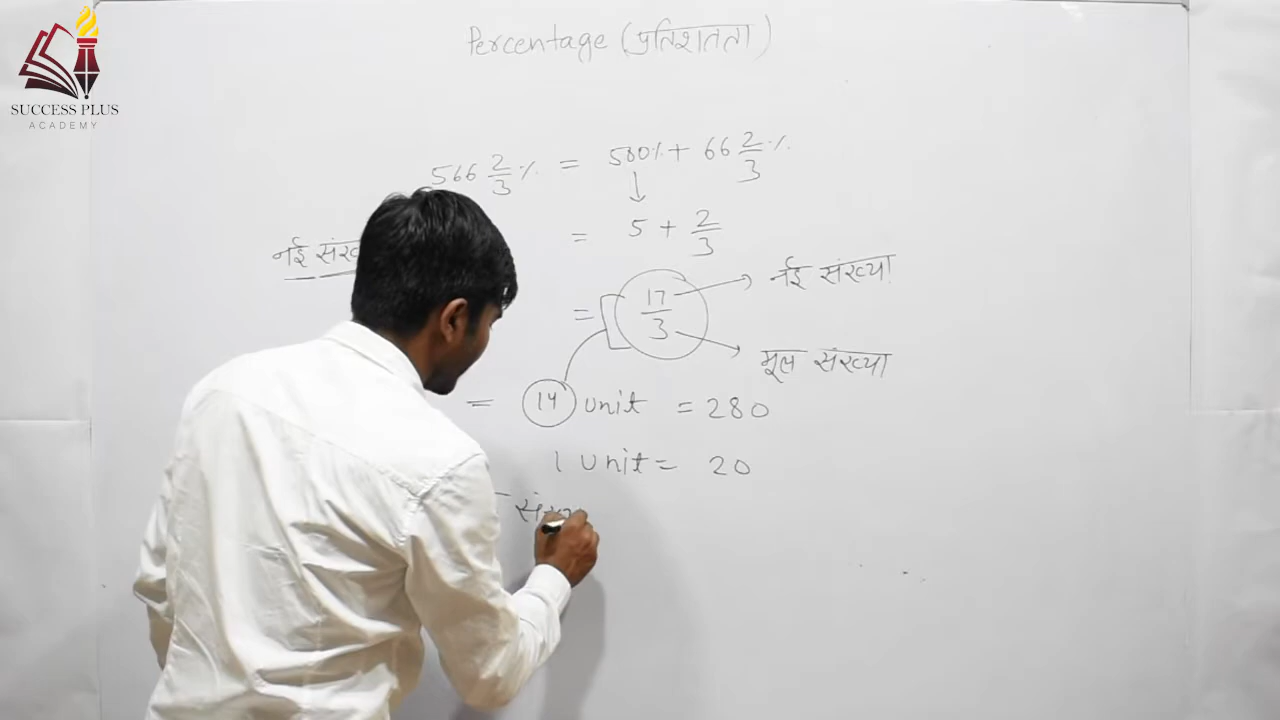 SUCCESS PLUS
ACADEMY
Percentage (प्रतिशतता)
566 2/3 % = 500% + 66 2/3 %
= 5 + 2/3
नई
= 17/3
नई संख्या
मूल संख्या
= 14 unit = 280
1 unit = 20